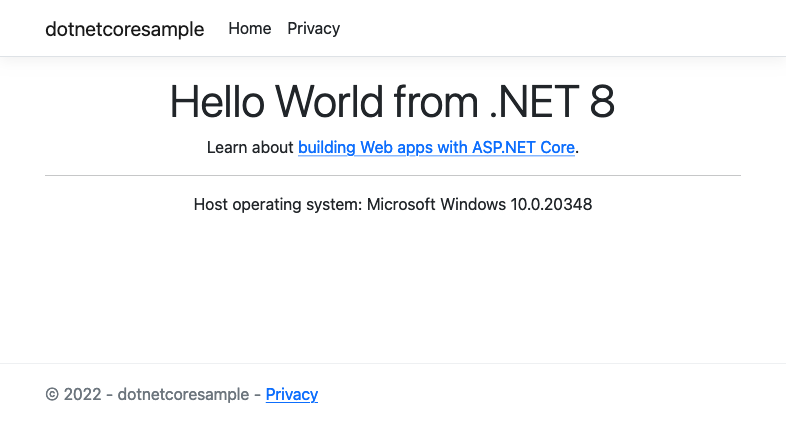 dotnetcoresample Home Privacy
Hello World from .NET 8
Learn about building Web apps with ASP.NET Core.
Host operating system: Microsoft Windows 10.0.20348
© 2022 - dotnetcoresample - Privacy